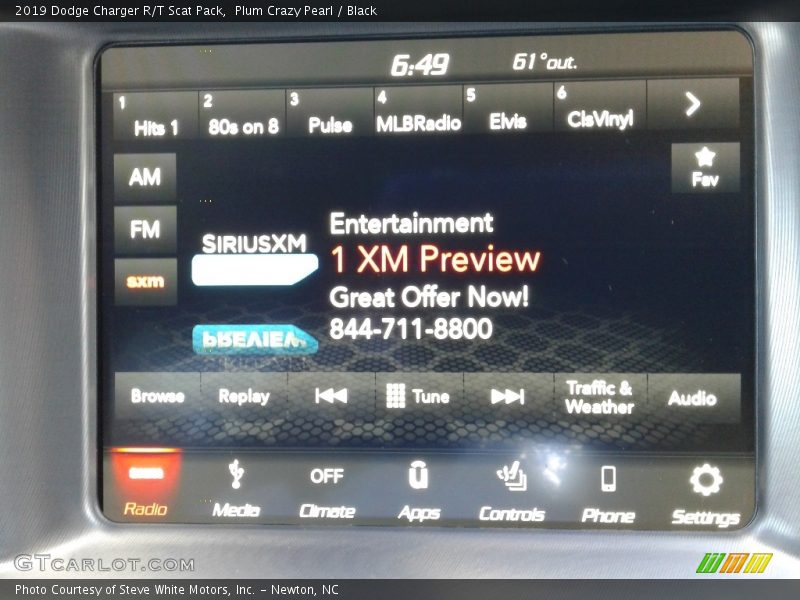 2019 Dodge Charger R/T Scat Pack,  Plum Crazy Pearl / Black
6:49 61°out.
1 Hits 1 2 80s on 8 3 Pulse 4 MLBRadio 5 Elvis 6 ClsVinyl
AM
Fav
FM
sxm
SIRIUSXM
Entertainment
1 XM Preview
Great Offer Now!
844-711-8800
PREVIEW
Browse Replay Tune Traffic & Weather Audio
sxm OFF
Radio Media Climate Apps Controls Phone Settings
GTCARLOT.COM
Photo Courtesy of Steve White Motors, Inc. – Newton, NC